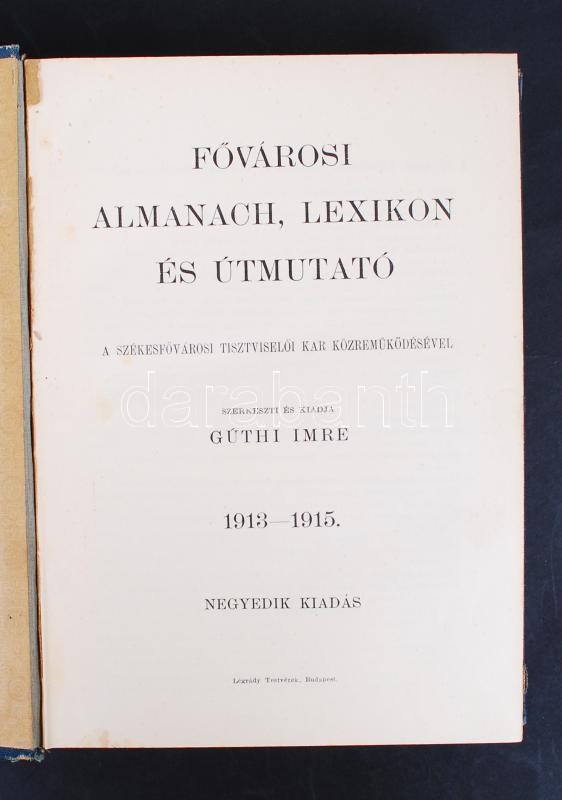 FŐVÁROSI
ALMANACH, LEXIKON
ÉS ÚTMUTATÓ
A SZÉKESFŐVÁROSI TISZTVISELŐI KAR KÖZREMŰKÖDÉSÉVEL
darabanth
SZERKESZTI ÉS KIADJA
GÚTHI IMRE
1913—1915.
NEGYEDIK KIADÁS
Légrády Testvérek, Budapest.